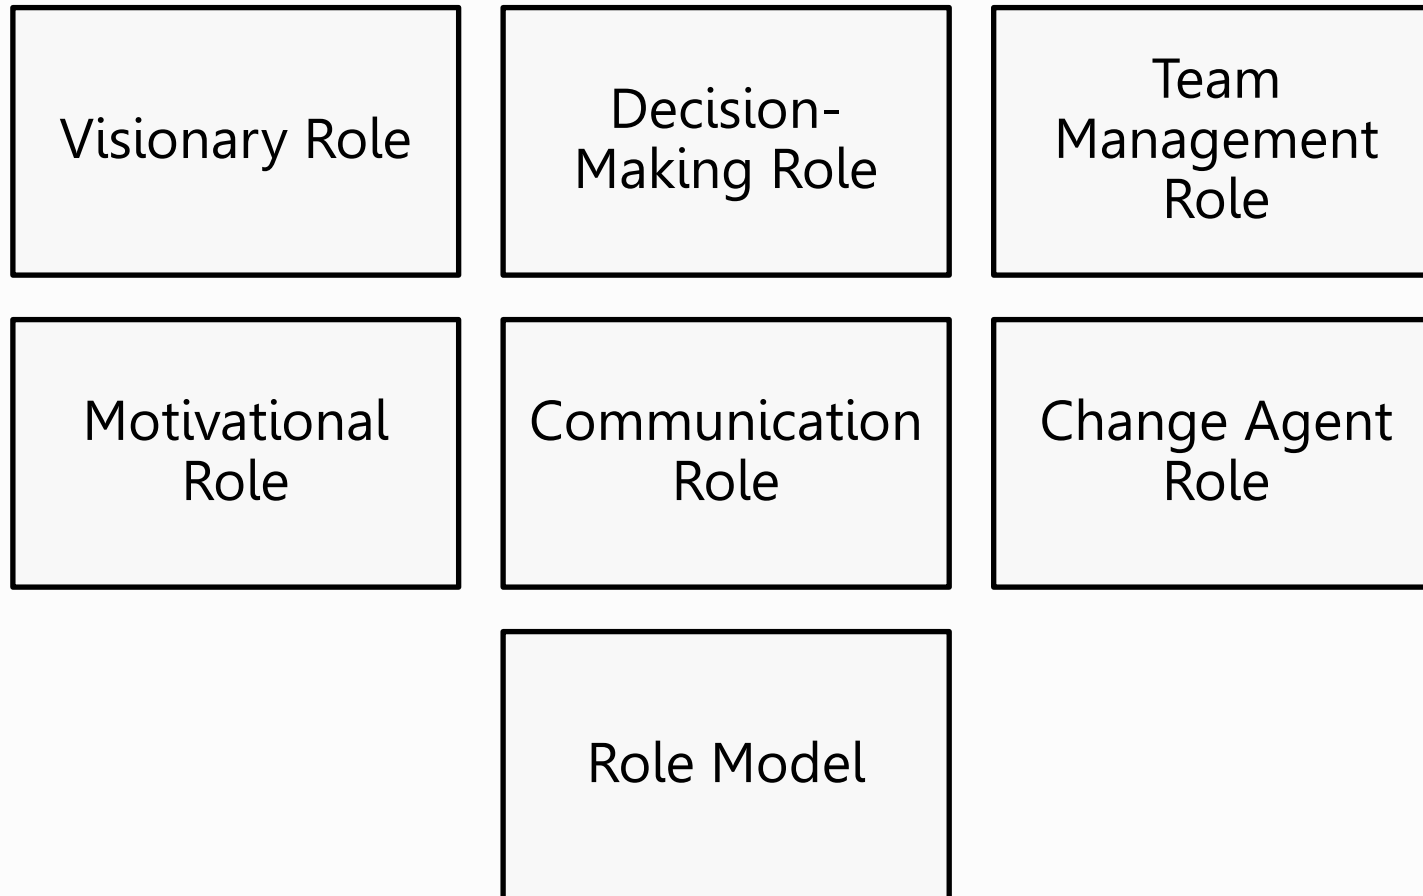 Visionary Role
Decision-
Making Role
Team
Management
Role
Motivational
Role
Communication
Role
Change Agent
Role
Role Model